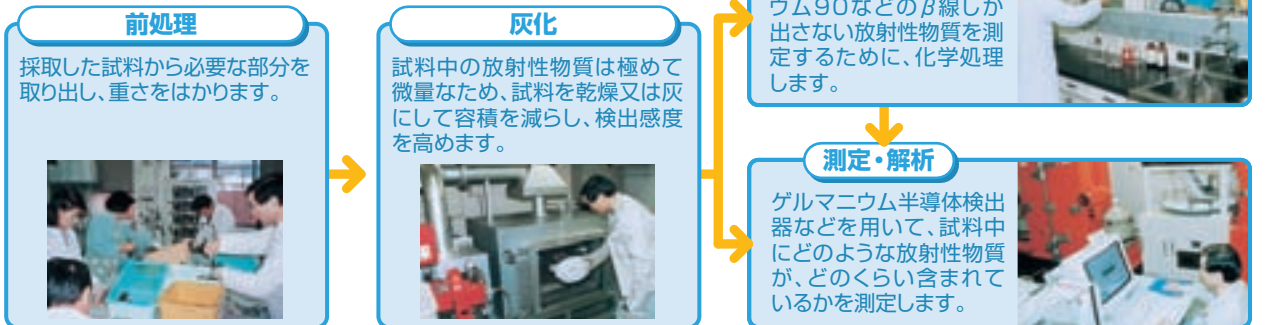 前処理
採取した試料から必要な部分を
取り出し、重さをはかります。
灰化
試料中の放射性物質は極めて
微量なため、試料を乾燥又は灰
にして容積を減らし、検出感度
を高めます。
ウム90などのβ線しか
出さない放射性物質を測
定するために、化学処理
します。
測定・解析
ゲルマニウム半導体検出
器などを用いて、試料中
にどのような放射性物質
が、どのくらい含まれて
いるかを測定します。